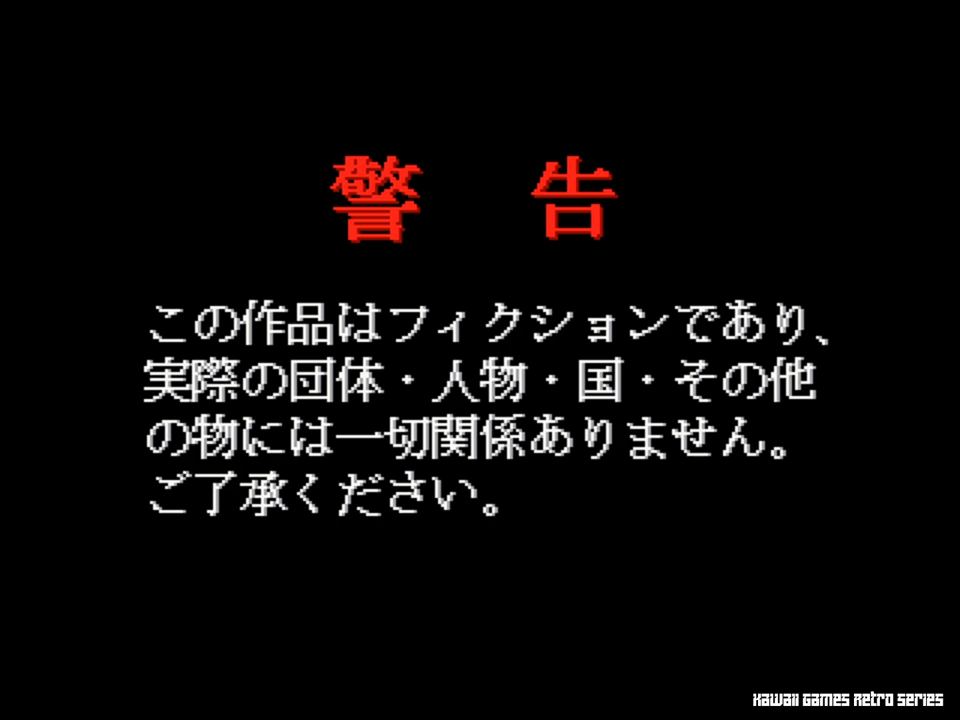 警 告
この作品はフィクションであり、
実際の団体・人物・国・その他
の物には一切関係ありません。
ご了承ください。
Kawaii Games Retro Series